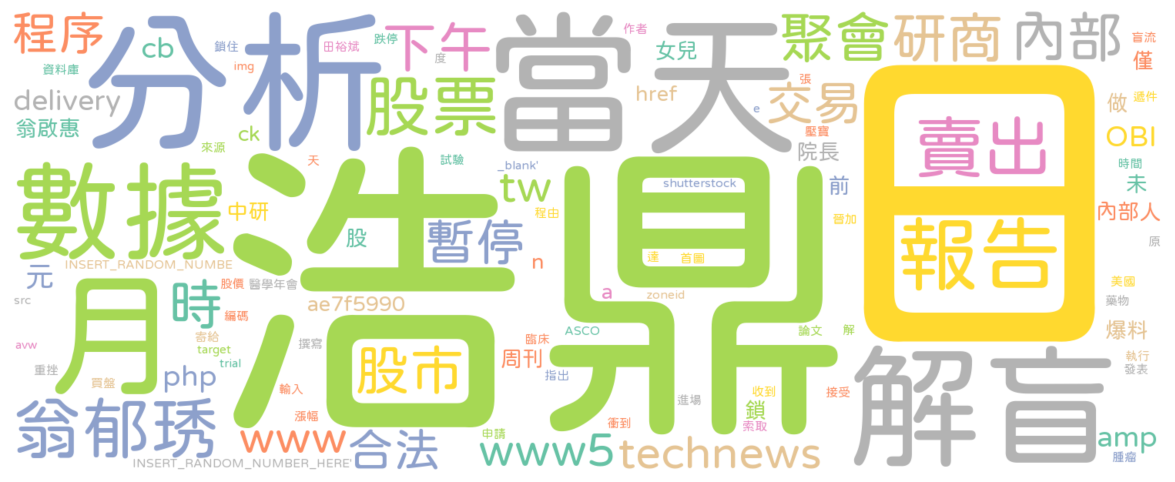 程序
分析
cb
鎖住
img
田裕斌
跌停
下午
度
當天
作者
女兒
聚會
研商
內部
盲流
僅
資料庫
delivery
翁啟惠
ck
來源
股票
href
交易
e
張
壓寶
院長
日
賣出
報告
做
遞件
OBI
時間
未
內部人
原
數據
天
試驗
浩鼎
_blank'
tw
程由
shutterstock
前
晉加
中研
股
暫停
達
首圖
INSERT_RANDOM_NUMBE
元
n
a
zoneid
src
月
時
股價
醫學年會
ae7f5990
編碼
ASCO
論文
解
美國
藥物
爆料
avw
寄給
target
trial
撰寫
股市
臨床
周刊
指出
執行
發表
重挫
買盤
php
輸入
進場
收到
接受
鎖
索取
解盲
漲幅
衝到
翁郁琇
www
合法
申請
www5
technews
amp
腫瘤
INSERT_RANDOM_NUMBER_HERE'